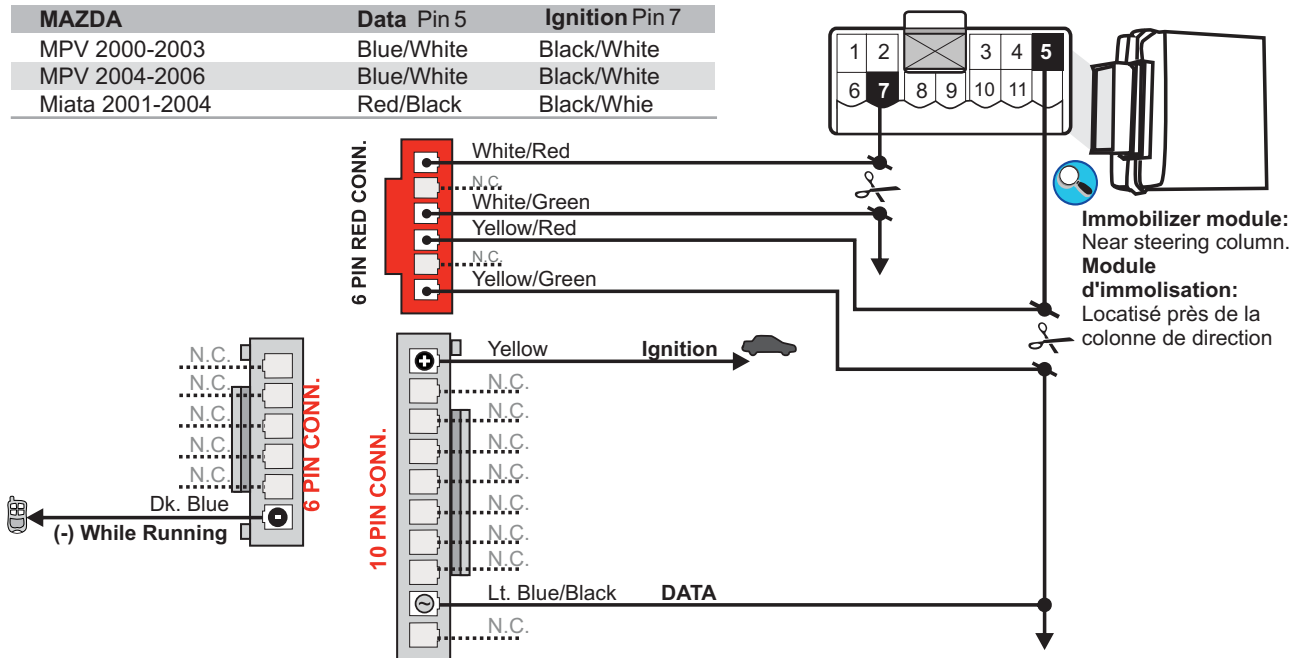 MAZDA Data Pin 5 Ignition Pin 7
MPV 2000-2003 Blue/White Black/White
MPV 2004-2006 Blue/White Black/White
Miata 2001-2004 Red/Black Black/Whie
1 2 3 4 5
6 7 8 9 10 11
Immobilizer module:
Near steering column.
Module
d'immolisation:
Locatisé près de la
colonne de direction
6 PIN RED CONN.
White/Red
N.C.
White/Green
Yellow/Red
N.C.
Yellow/Green
N.C.
N.C.
N.C.
N.C.
N.C.
Dk. Blue
(-) While Running
6 PIN CONN.
10 PIN CONN.
Yellow Ignition
N.C.
N.C.
N.C.
N.C.
N.C.
N.C.
N.C.
Lt. Blue/Black DATA
N.C.